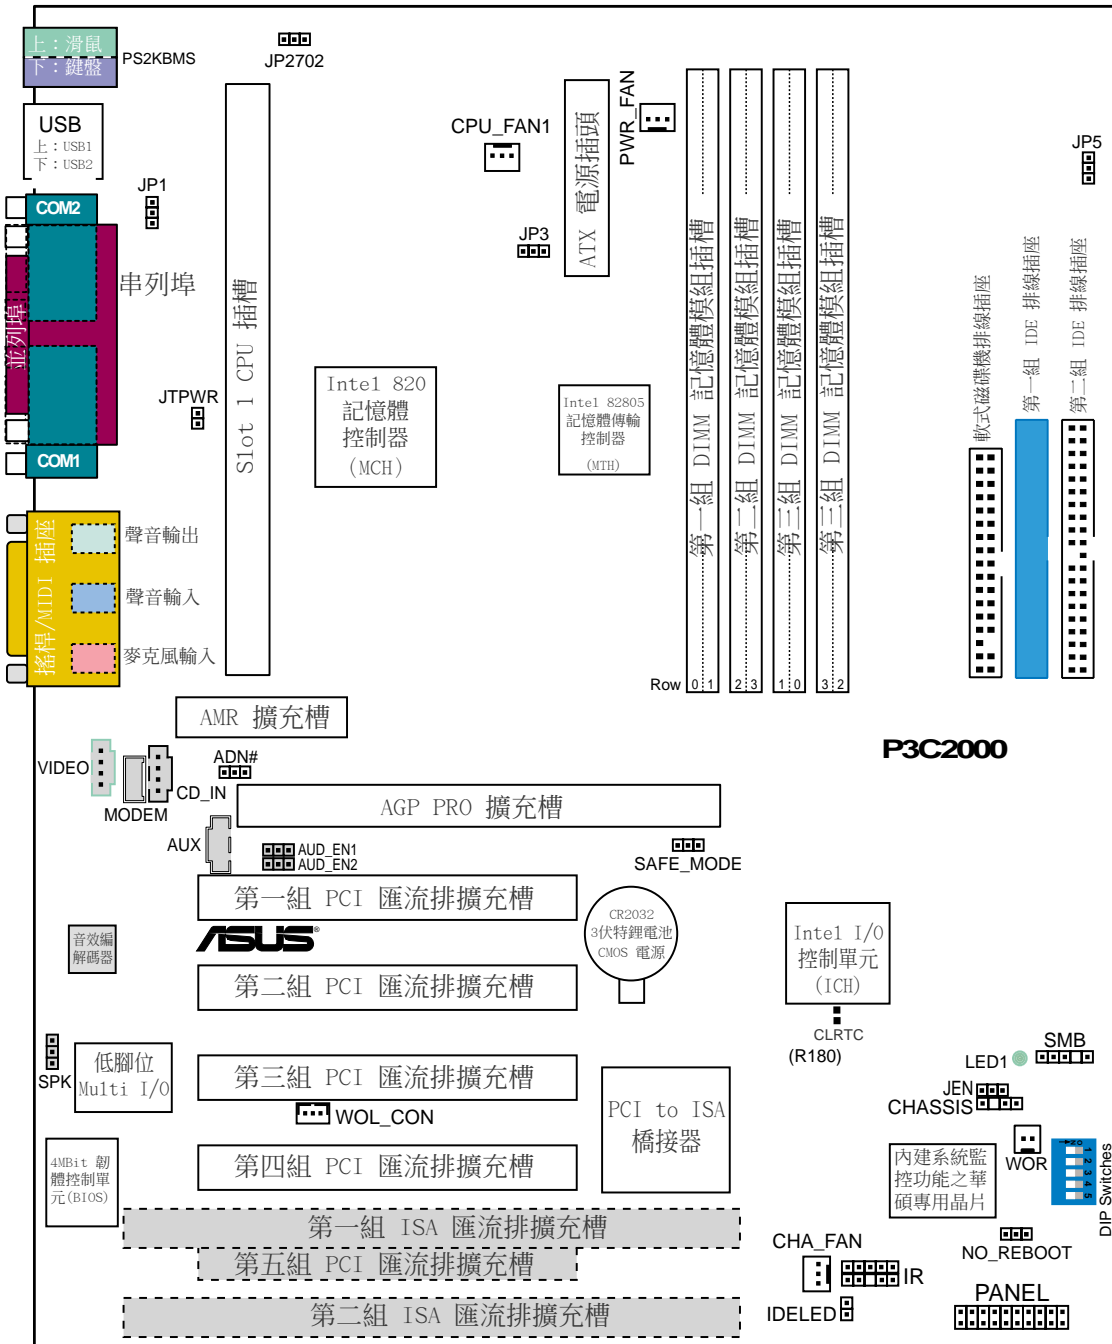 上：滑鼠
下：鍵盤
PS2KBMS
JP2702
USB
上：USB1
下：USB2
JP1
COM2
串列埠
並列埠
COM1
JTPWR
Slot 1 CPU 插槽
CPU_FAN1
ATX 電源插頭
PWR_FAN
JP3
JP5
Intel 820
記憶體
控制器
(MCH)
Intel 82805
記憶體傳輸
控制器
(MTH)
第一組 DIMM 記憶體模組插槽
第二組 DIMM 記憶體模組插槽
第三組 DIMM 記憶體模組插槽
第三組 DIMM 記憶體模組插槽
軟式磁碟機排線插座
第一組 IDE 排線插座
第二組 IDE 排線插座
搖桿/MIDI 插座
聲音輸出
聲音輸入
麥克風輸入
Row 0 1 2 3 1 0 3 2
AMR 擴充槽
P3C2000
VIDEO
MODEM
CD_IN
ADN#
AGP PRO 擴充槽
AUX
AUD_EN1
AUD_EN2
SAFE_MODE
第一組 PCI 匯流排擴充槽
CR2032
3伏特鋰電池
CMOS 電源
音效編
解碼器
ASUS®
第二組 PCI 匯流排擴充槽
Intel I/O
控制單元
(ICH)
CLRTC
(R180)
SPK
低腳位
Multi I/O
第三組 PCI 匯流排擴充槽
WOL_CON
PCI to ISA
橋接器
LED1
SMB
JEN
CHASSIS
WOR
4MBit 韌
體控制單
元(BIOS)
第四組 PCI 匯流排擴充槽
內建系統監
控功能之華
碩專用晶片
ON
1
2
3
4
5
DIP Switches
第一組 ISA 匯流排擴充槽
第五組 PCI 匯流排擴充槽
第二組 ISA 匯流排擴充槽
CHA_FAN
IR
IDELED
NO_REBOOT
PANEL